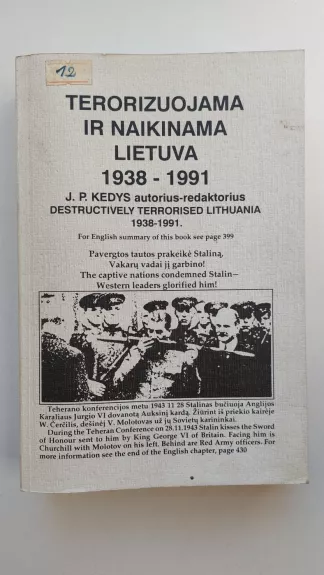 12
TERORIZUOJAMA
IR NAIKINAMA
LIETUVA
1938 - 1991
J. P. KEDYS autorius-redaktorius
DESTRUCTIVELY TERRORISED LITHUANIA
1938-1991.
For English summary of this book see page 399
Pavergtos tautos prakeikė Staliną,
Vakarų vadai jį garbino!
The captive nations condemned Stalin—
Western leaders glorified him!
Teherano konferencijos metu 1943 11 28 Stalinas bučiuoja Anglijos
Karaliaus Jurgio VI dovanotą Auksinį kardą. Žiūrint iš priekio kairėje
W. Čerčilis, dešinėj V. Molotovas už jų Sovietų karininkai.
During the Teheran Conference on 28.11.1943 Stalin kisses the Sword
of Honour sent to him by King George VI of Britain. Facing him is
Churchill with Molotov on his left. Behind are Red Army officers. For
more information see the end of the English chapter, page 430